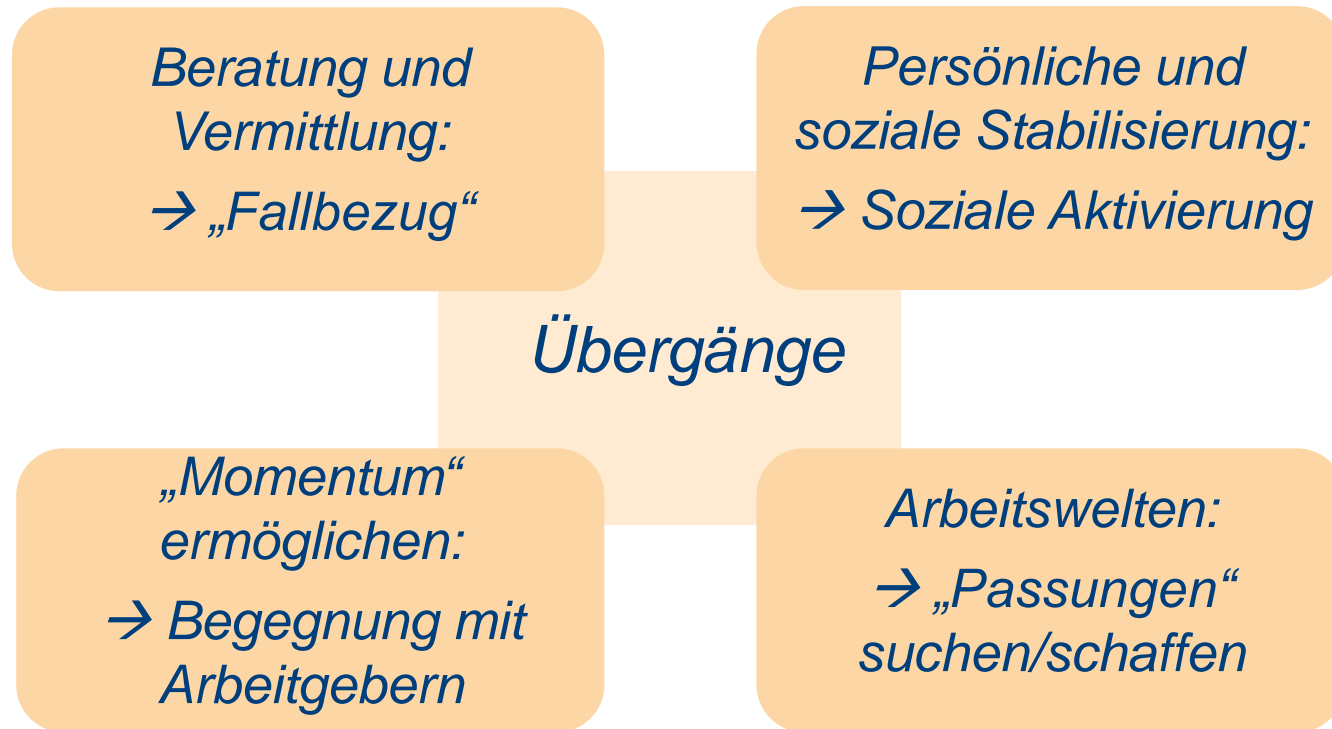 Beratung und
Vermittlung:
→ „Fallbezug“
Persönliche und
soziale Stabilisierung:
→ Soziale Aktivierung
Übergänge
„Momentum“
ermöglichen:
→ Begegnung mit
Arbeitgebern
Arbeitswelten:
→ „Passungen“
suchen/schaffen